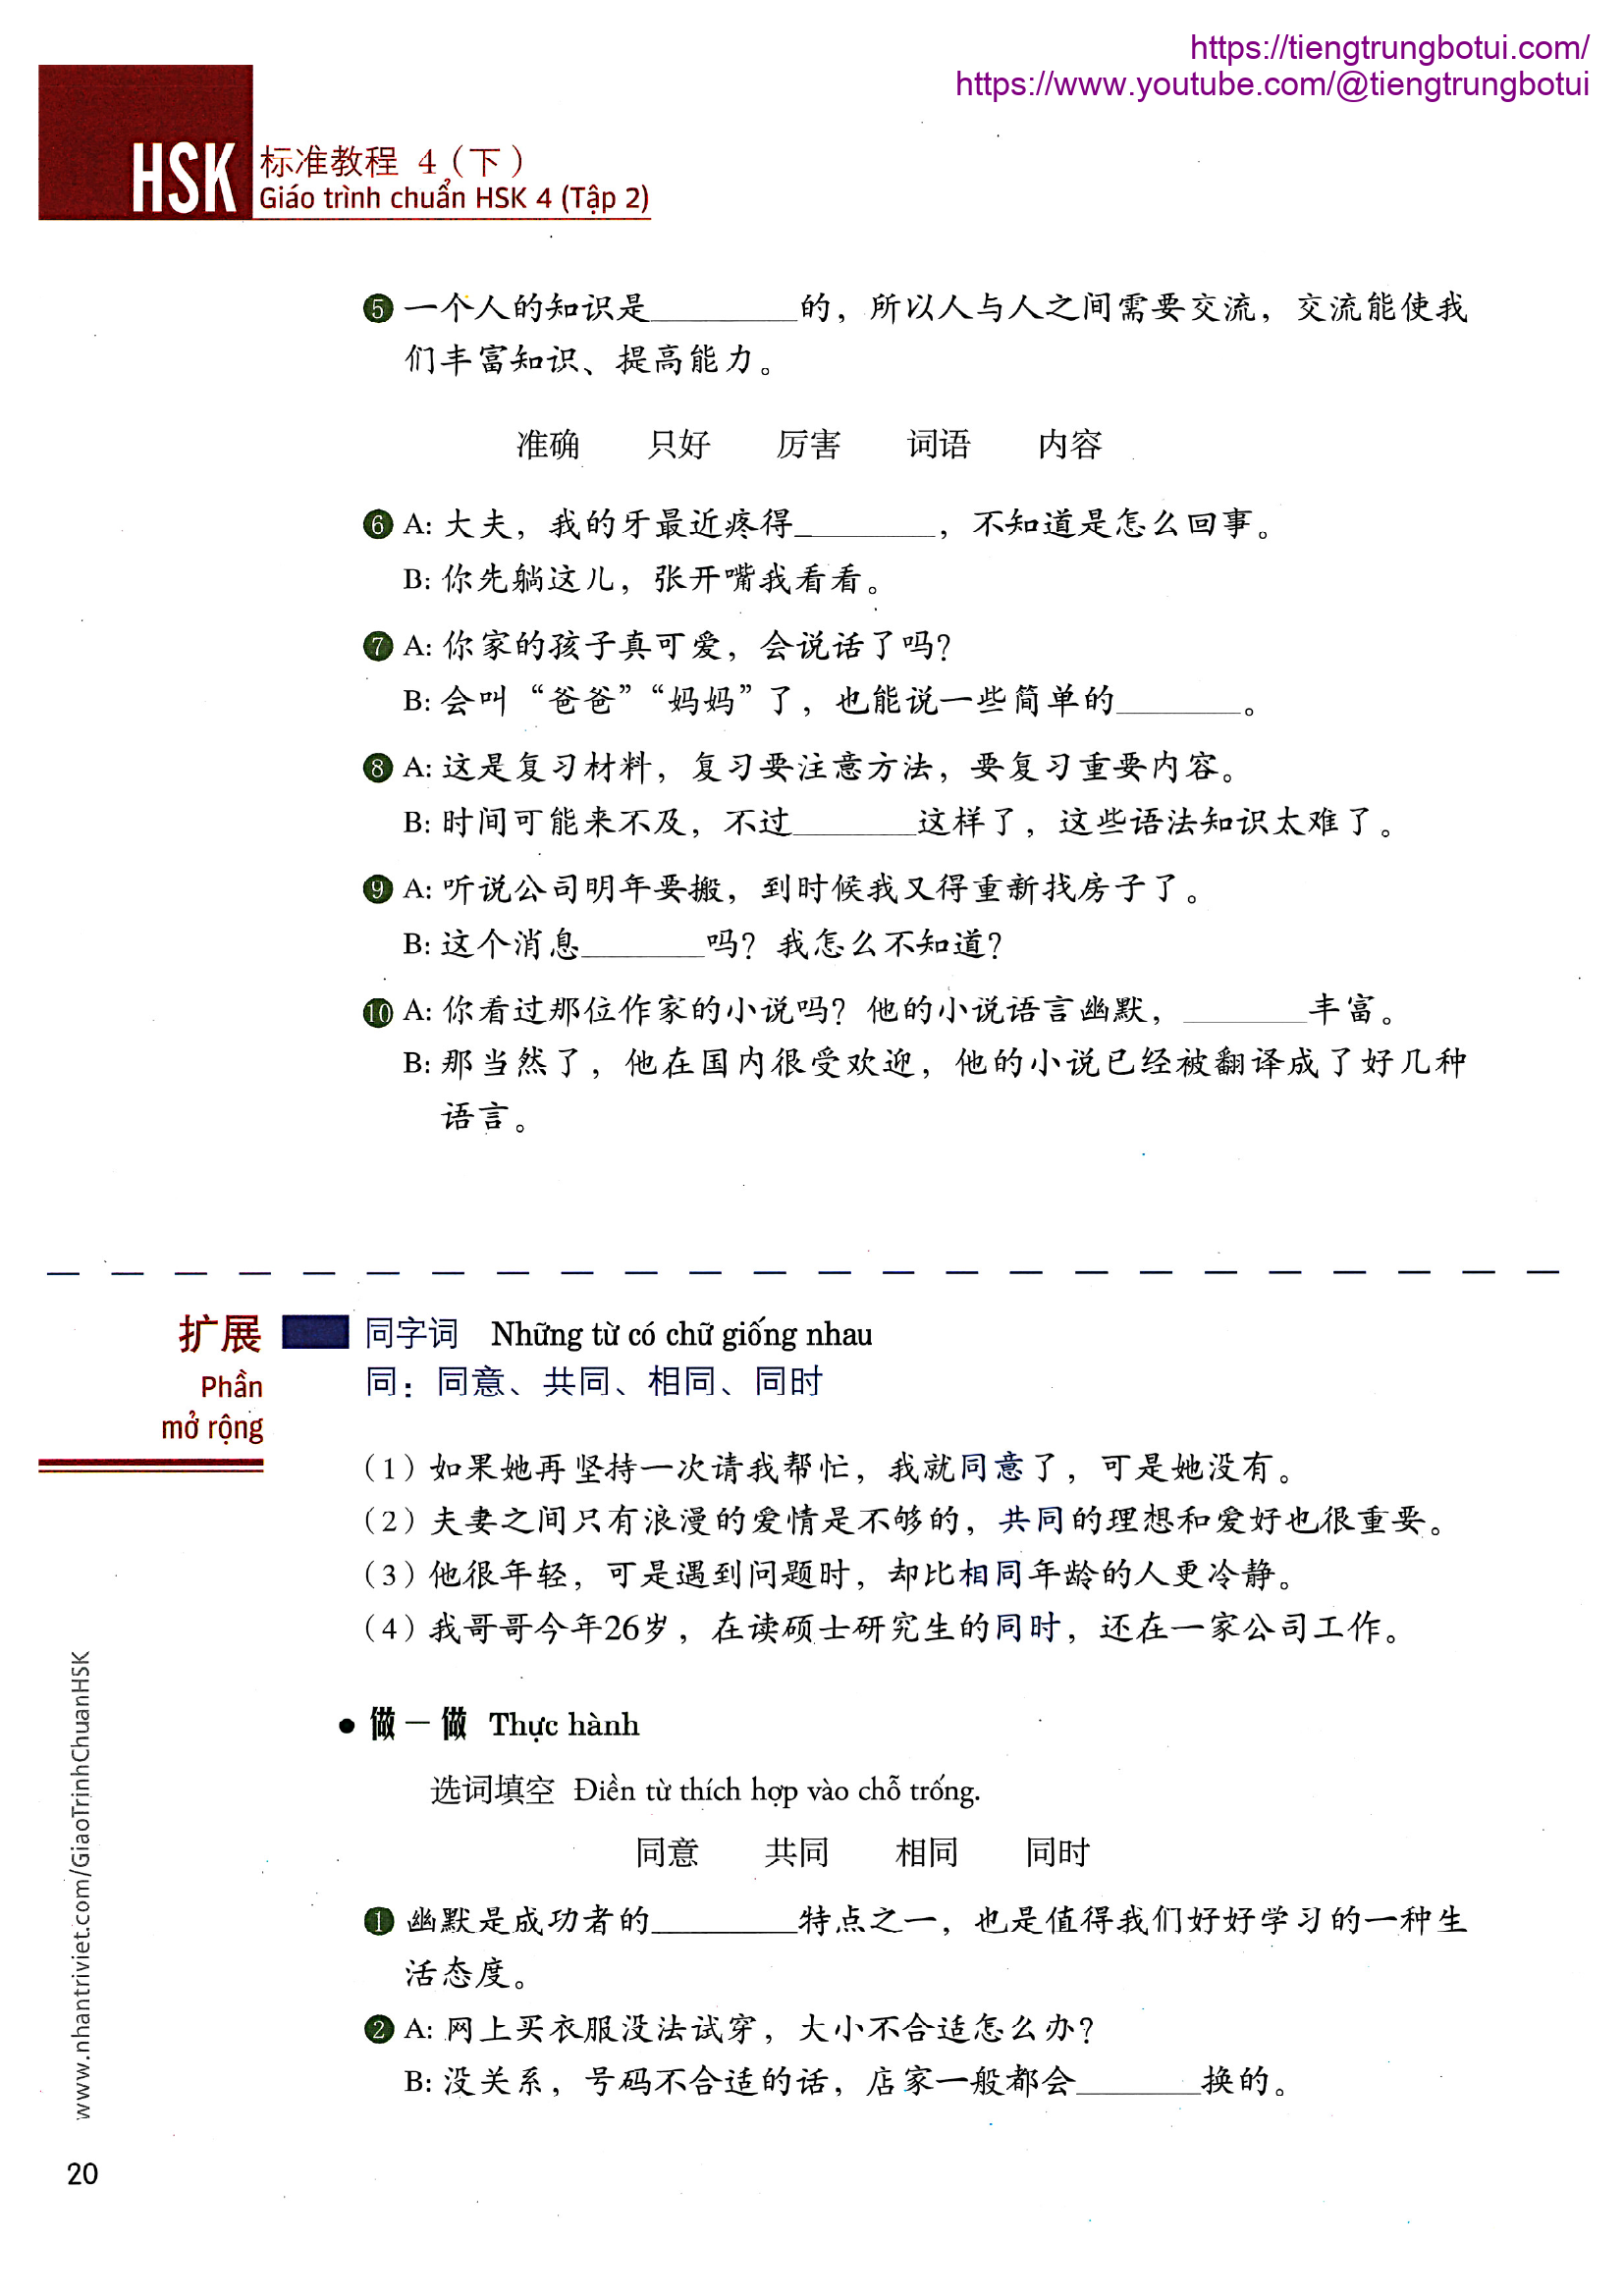 https://tiengtrungbotui.com/
https://www.youtube.com/@tiengtrungbotui
HSK 标准教程 4（下）
Giáo trình chuẩn HSK 4 (Tập 2)
5 一个人的知识是________的，所以人与人之间需要交流，交流能使我
们丰富知识、提高能力。
准确 只好 厉害 词语 内容
6 A: 大夫，我的牙最近疼得________，不知道是怎么回事。
B: 你先躺这儿，张开嘴我看看。
7 A: 你家的孩子真可爱，会说话了吗？
B: 会叫“爸爸”“妈妈”了，也能说一些简单的_______。
8 A: 这是复习材料，复习要注意方法，要复习重要内容。
B: 时间可能来不及，不过_______这样了，这些语法知识太难了。
9 A: 听说公司明年要搬，到时候我又得重新找房子了。
B: 这个消息_______吗？我怎么不知道？
10 A: 你看过那位作家的小说吗？他的小说语言幽默，_______丰富。
B: 那当然了，他在国内很受欢迎，他的小说已经被翻译成了好几种
语言。
扩展
Phần
mở rộng
同字词 Những từ có chữ giống nhau
同：同意、共同、相同、同时
（1）如果她再坚持一次请我帮忙，我就同意了，可是她没有。
（2）夫妻之间只有浪漫的爱情是不够的，共同的理想和爱好也很重要。
（3）他很年轻，可是遇到问题时，却比相同年龄的人更冷静。
（4）我哥哥今年26岁，在读硕士研究生的同时，还在一家公司工作。
● 做一做 Thực hành
选词填空 Điền từ thích hợp vào chỗ trống.
同意 共同 相同 同时
1 幽默是成功者的________特点之一，也是值得我们好好学习的一种生
活态度。
2 A: 网上买衣服没法试穿，大小不合适怎么办？
B: 没关系，号码不合适的话，店家一般都会_______换的。
www.nhantriviet.com/GiaoTrinhChuanHSK
20